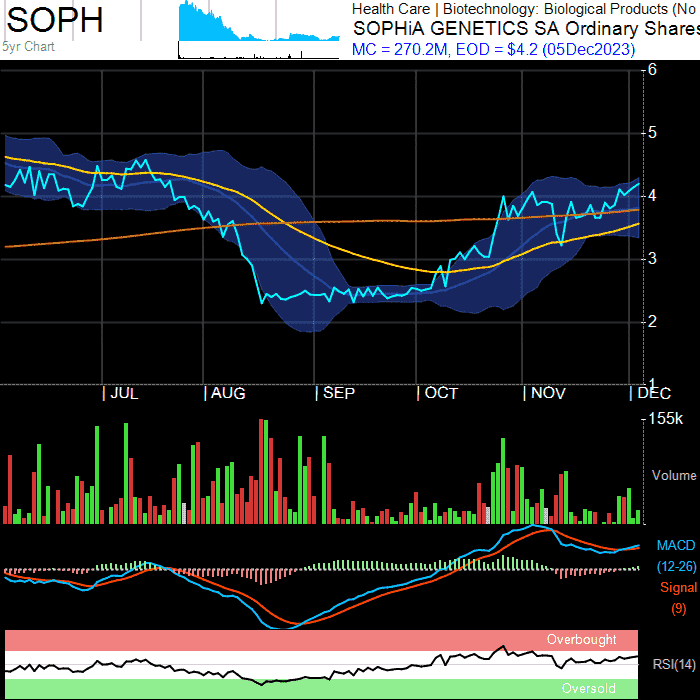 SOPH
5yr Chart
Health Care | Biotechnology: Biological Products (No
SOPHiA GENETICS SA Ordinary Shares
MC = 270.2M, EOD = $4.2 (05Dec2023)
6
5
4
3
2
1
| JUL | AUG | SEP | OCT | NOV | DEC
155k
Volume
MACD
(12-26)
Signal
(9)
Overbought
RSI(14)
Oversold